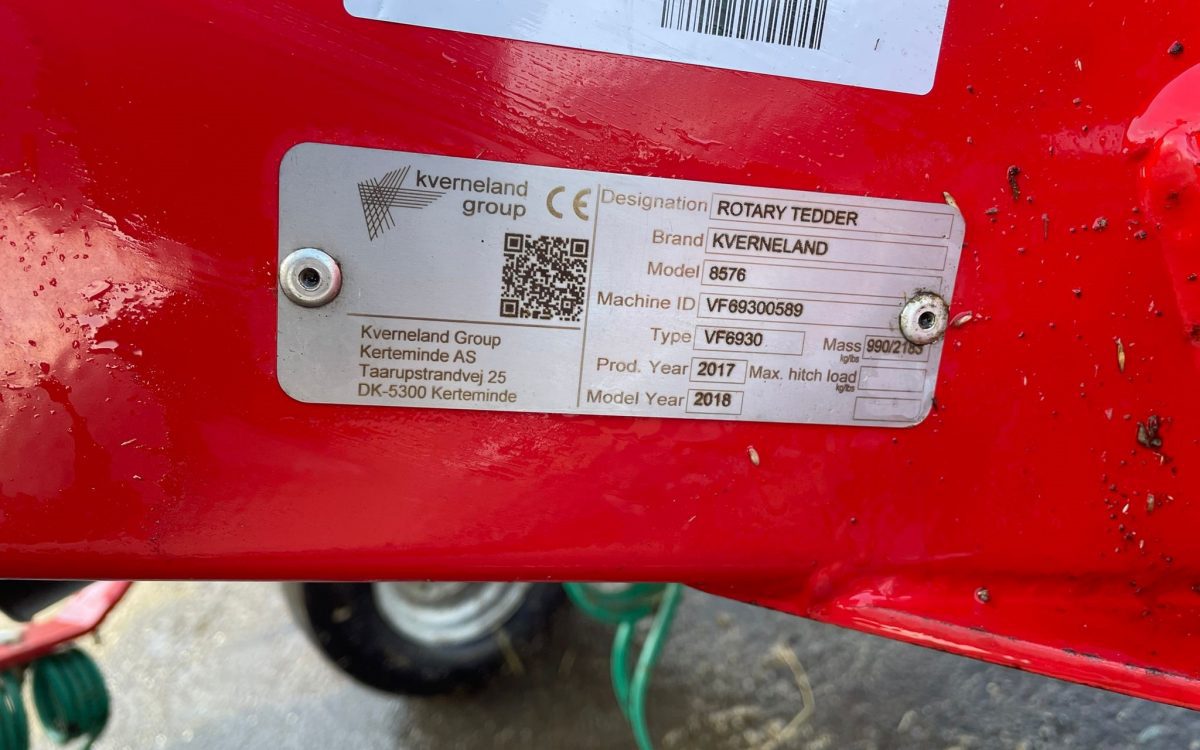 kverneland
group
CE
Kverneland Group
Kerteminde AS
Taarupstrandvej 25
DK-5300 Kerteminde
Designation ROTARY TEDDER
Brand KVERNELAND
Model 8576
Machine ID VF69300589
Type VF6930
Mass kg/lbs 990/2183
Prod. Year 2017
Max. hitch load kg/lbs
Model Year 2018